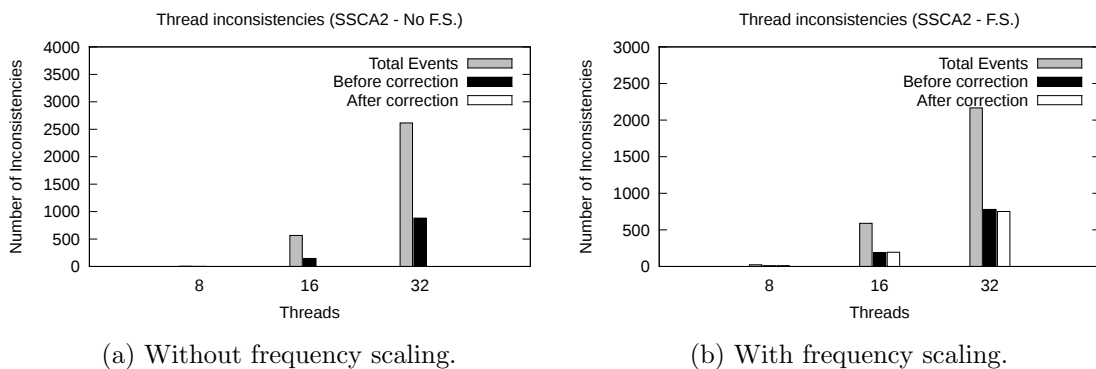 Thread inconsistencies (SSCA2 - No F.S.)
4000
3500
3000
2500
2000
1500
1000
500
0
Number of Inconsistencies
Total Events
Before correction
After correction
8 16 32
Threads
(a) Without frequency scaling.
Thread inconsistencies (SSCA2 - F.S.)
3000
2500
2000
1500
1000
500
0
Number of Inconsistencies
Total Events
Before correction
After correction
8 16 32
Threads
(b) With frequency scaling.